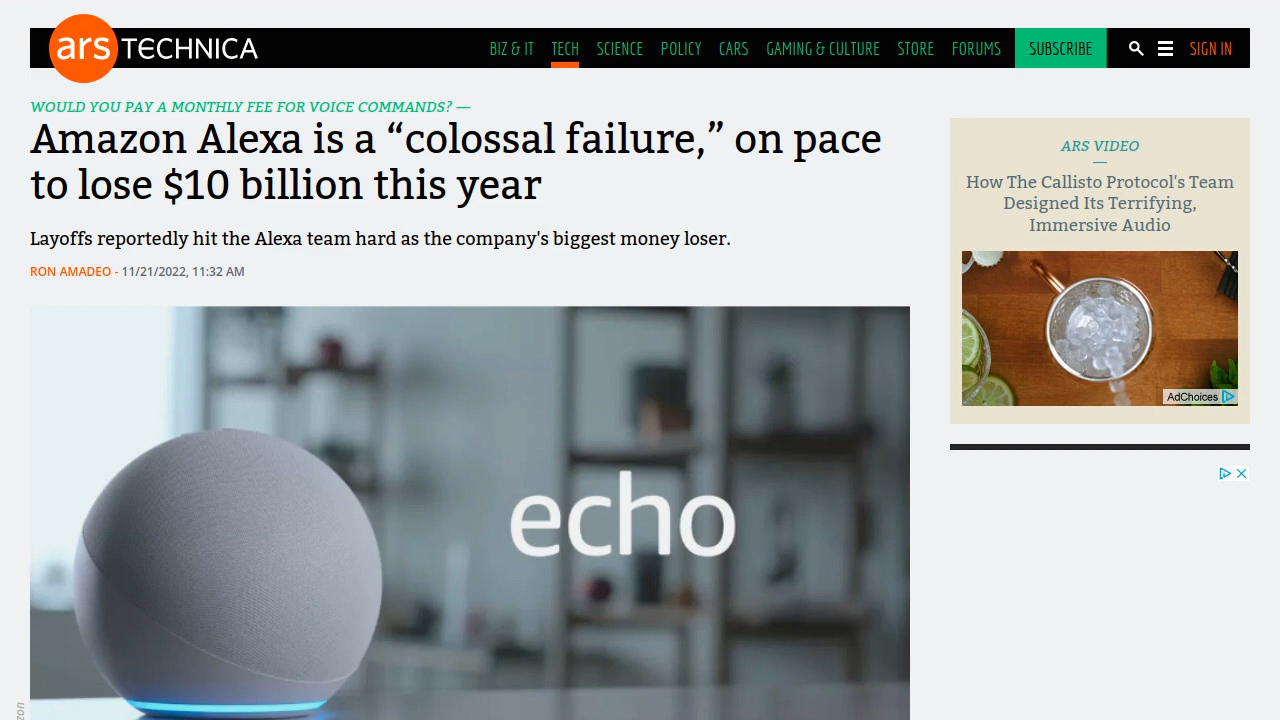 ars TECHNICA
BIZ & IT TECH SCIENCE POLICY CARS GAMING & CULTURE STORE FORUMS SUBSCRIBE SIGN IN
WOULD YOU PAY A MONTHLY FEE FOR VOICE COMMANDS? —
Amazon Alexa is a “colossal failure,” on pace
to lose $10 billion this year
Layoffs reportedly hit the Alexa team hard as the company's biggest money loser.
RON AMADEO - 11/21/2022, 11:32 AM
echo
ARS VIDEO
—
How The Callisto Protocol's Team
Designed Its Terrifying,
Immersive Audio
AdChoices